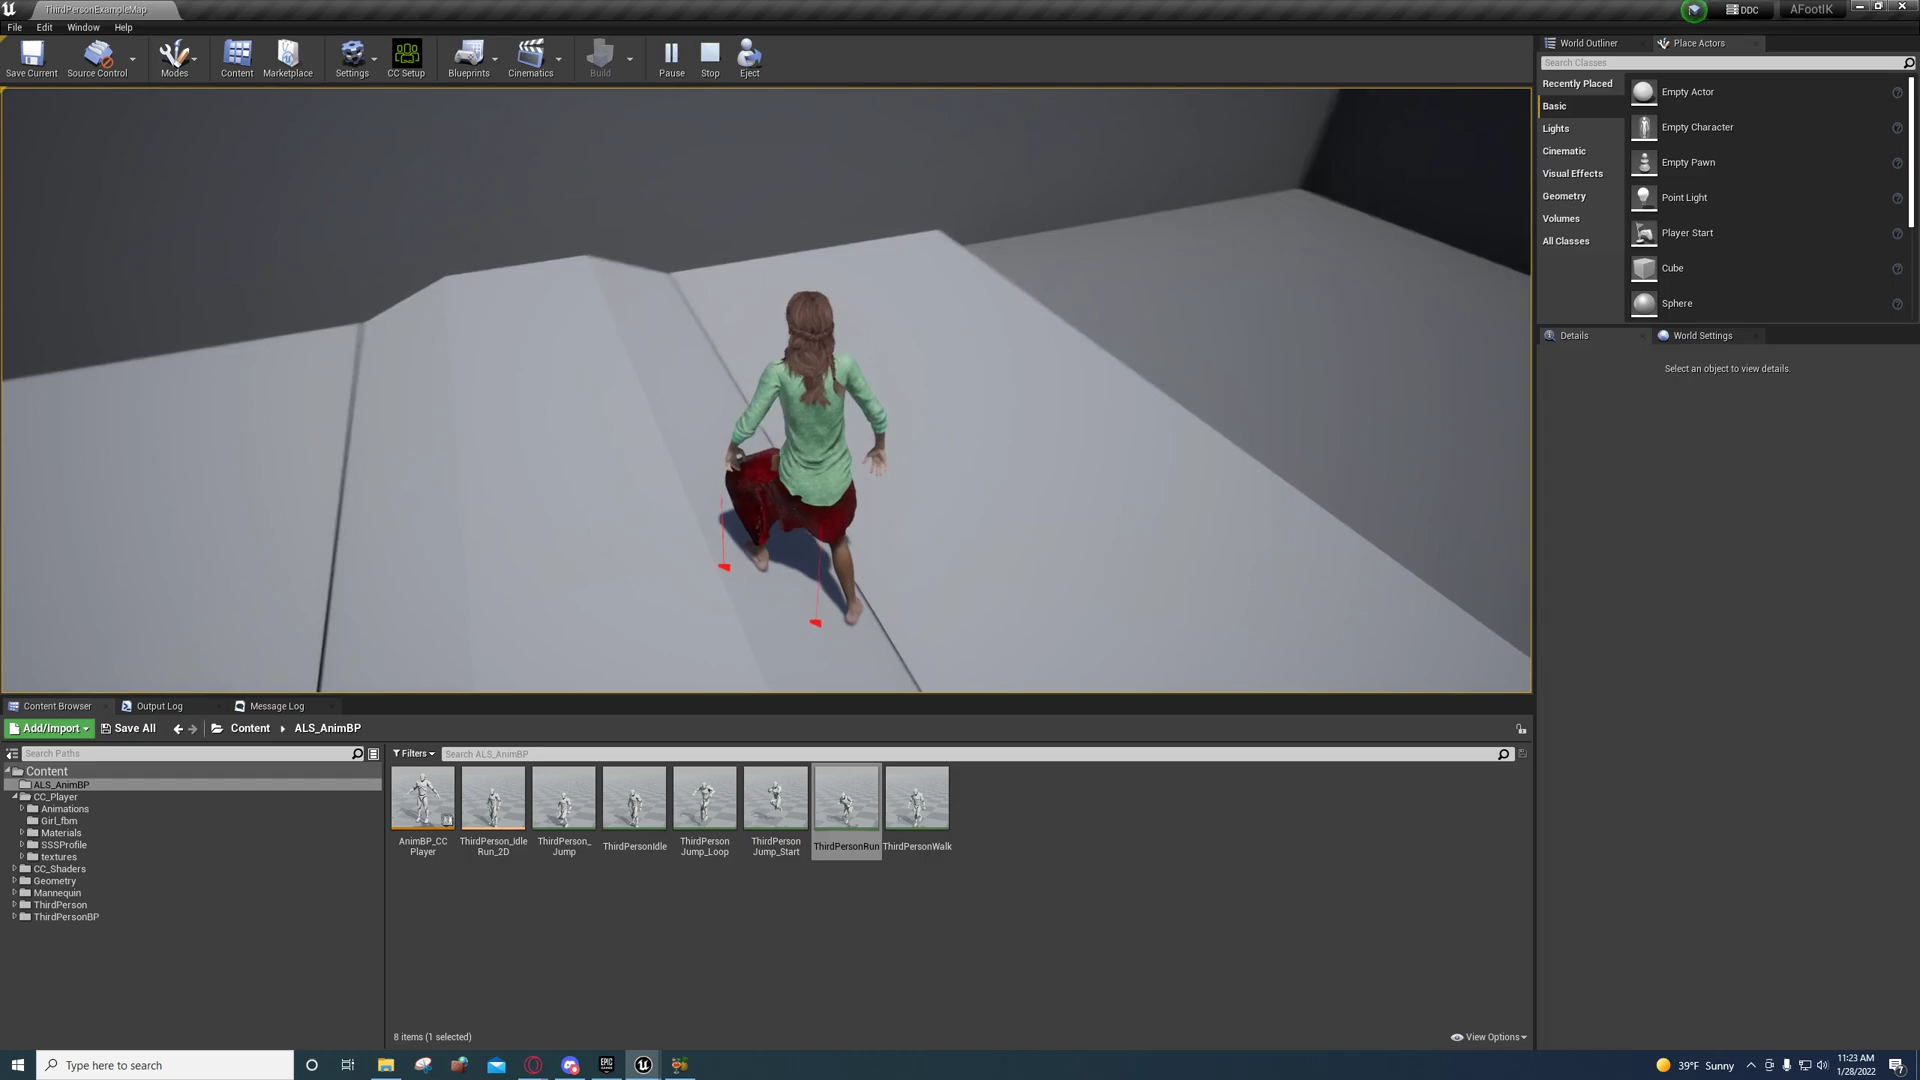 ThirdPersonExampleMap
DDC
AFootIK
File Edit Window Help
Save Current
Source Control
Modes
Content
Marketplace
Settings
CC Setup
Blueprints
Cinematics
Build
Pause
Stop
Eject
World Outliner
Place Actors
Search Classes
Recently Placed
Basic
Lights
Cinematic
Visual Effects
Geometry
Volumes
All Classes
Empty Actor
Empty Character
Empty Pawn
Point Light
Player Start
Cube
Sphere
Details
World Settings
Select an object to view details.
Content Browser
Output Log
Message Log
Add/Import
Save All
Content
ALS_AnimBP
Search Paths
Filters
Search ALS_AnimBP
Content
ALS_AnimBP
CC_Player
Animations
Girl_fbm
Materials
SSSProfile
textures
CC_Shaders
Geometry
Mannequin
ThirdPerson
ThirdPersonBP
AnimBP_CC
Player
ThirdPerson_Idle
Run_2D
ThirdPerson_
Jump
ThirdPersonIdle
ThirdPerson
Jump_Loop
ThirdPerson
Jump_Start
ThirdPersonRun
ThirdPersonWalk
8 items (1 selected)
View Options
Type here to search
EPIC
GAMES
39°F Sunny
11:23 AM
1/28/2022
7